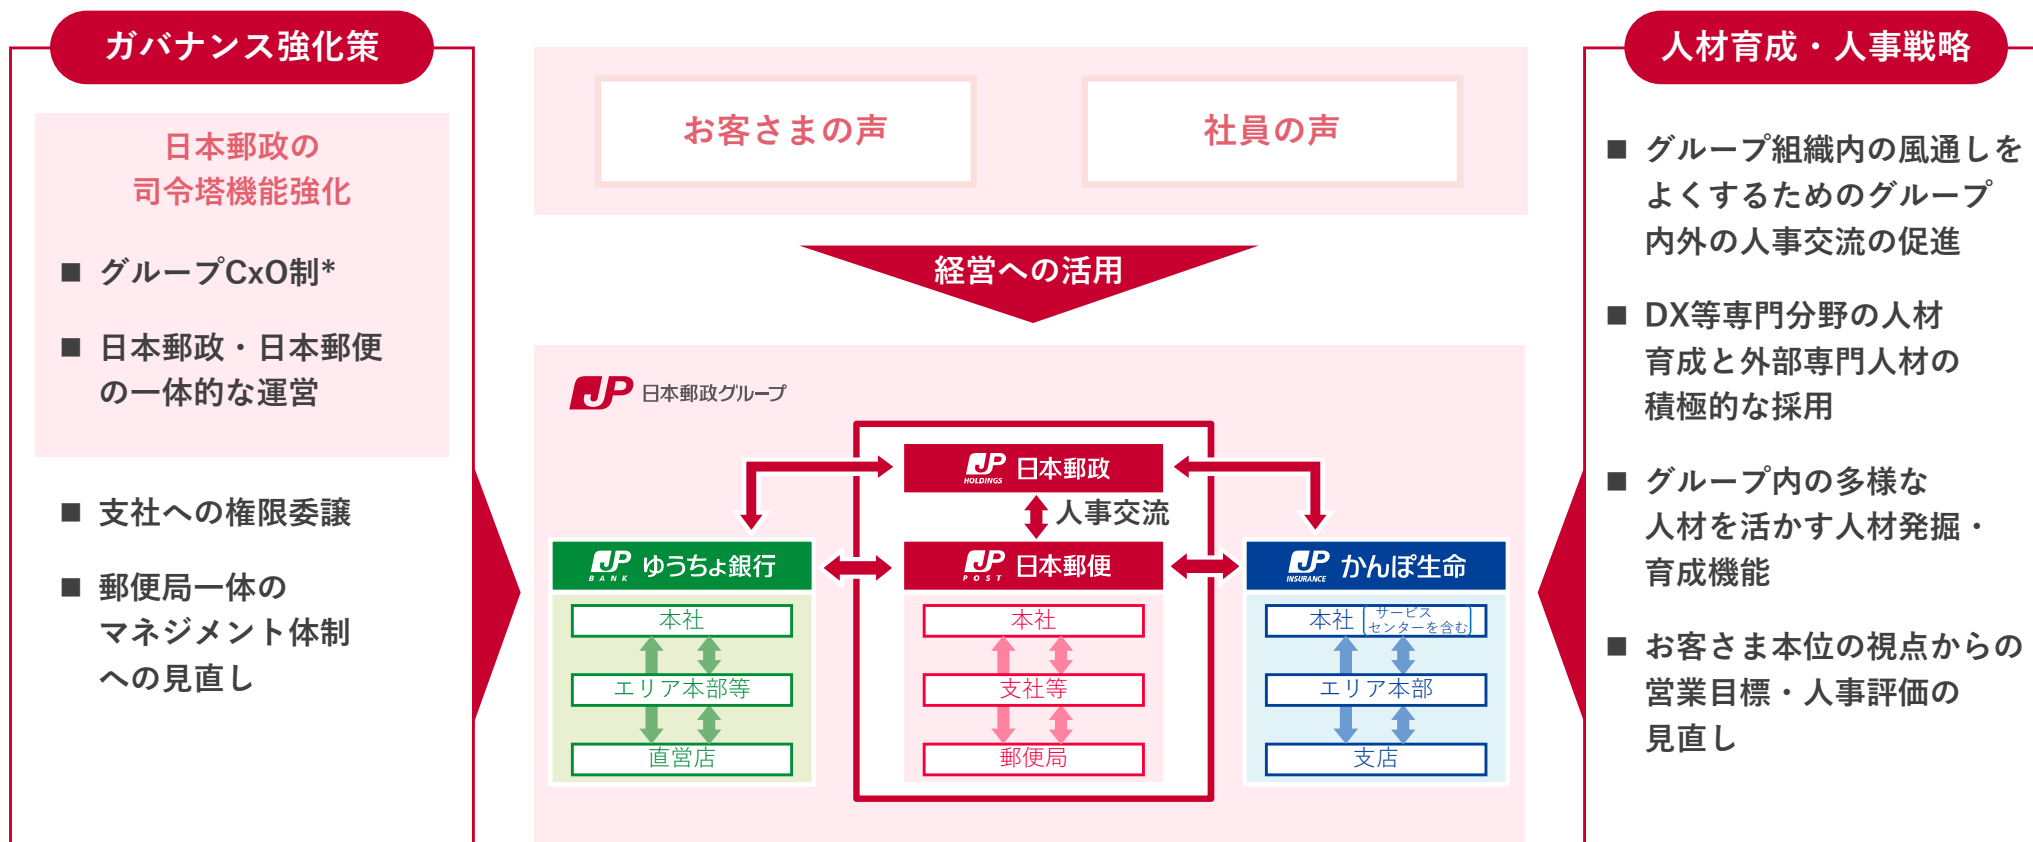 ガバナンス強化策
日本郵政の
司令塔機能強化
■ グループCxO制*
■ 日本郵政・日本郵便
の一体的な運営
■ 支社への権限委譲
■ 郵便局一体の
マネジメント体制
への見直し
お客さまの声
社員の声
経営への活用
JP 日本郵政グループ
JP HOLDINGS 日本郵政
人事交流
JP BANK ゆうちょ銀行
本社
エリア本部等
直営店
JP POST 日本郵便
本社
支社等
郵便局
JP INSURANCE かんぽ生命
本社 サービス
センターを含む
エリア本部
支店
人材育成・人事戦略
■ グループ組織内の風通しを
よくするためのグループ
内外の人事交流の促進
■ DX等専門分野の人材
育成と外部専門人材の
積極的な採用
■ グループ内の多様な
人材を活かす人材発掘・
育成機能
■ お客さま本位の視点からの
営業目標・人事評価の
見直し